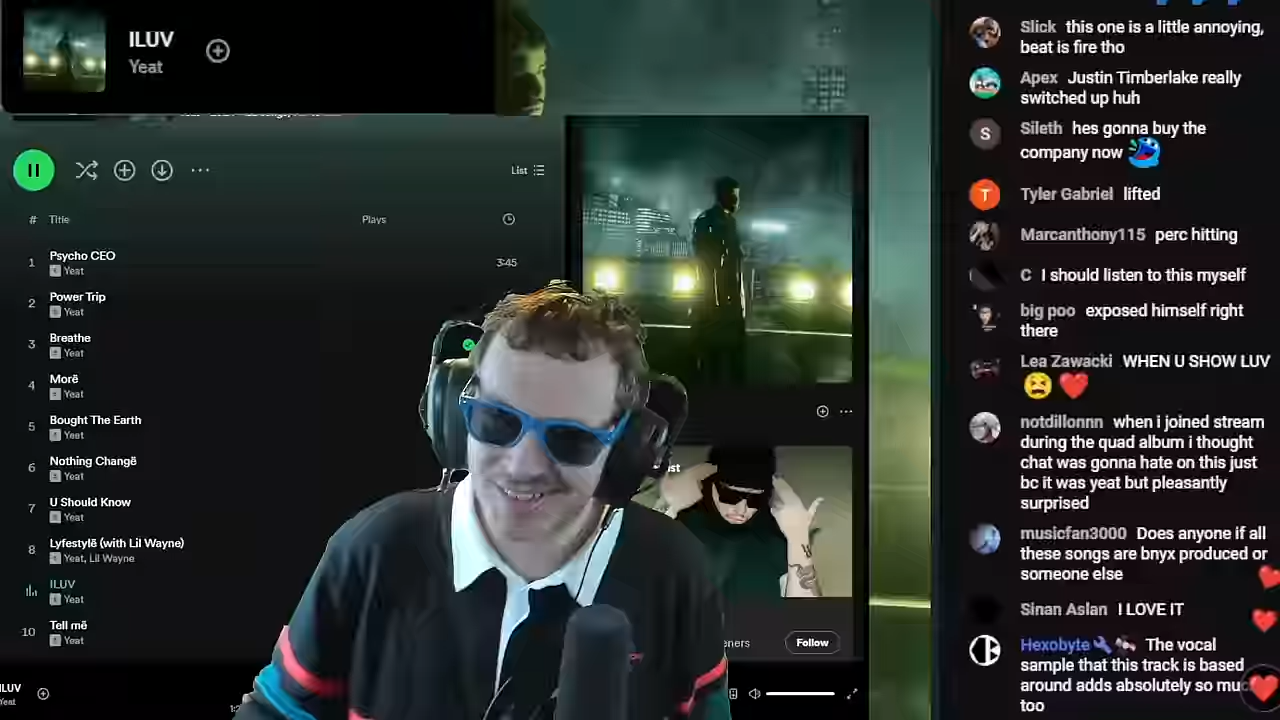 ILUV
Yeat
List
# Title Plays
1 Psycho CEO 3:45
E Yeat
2 Power Trip
E Yeat
3 Breathe
E Yeat
4 Morë
E Yeat
5 Bought The Earth
E Yeat
6 Nothing Changë
E Yeat
7 U Should Know
E Yeat
8 Lyfestylë (with Lil Wayne)
E Yeat, Lil Wayne
ILUV
E Yeat
10 Tell më
E Yeat
Follow
ILUV
Yeat
Slick this one is a little annoying,
beat is fire tho
Apex Justin Timberlake really
switched up huh
S Sileth hes gonna buy the
company now
T Tyler Gabriel lifted
Marcanthony115 perc hitting
C I should listen to this myself
big poo exposed himself right
there
Lea Zawacki WHEN U SHOW LUV
😫 ❤️
notdillonnn when i joined stream
during the quad album i thought
chat was gonna hate on this just
bc it was yeat but pleasantly
surprised
musicfan3000 Does anyone if all
these songs are bnyx produced or
someone else
Sinan Aslan I LOVE IT
Hexobyte The vocal
sample that this track is based
around adds absolutely so muc
too